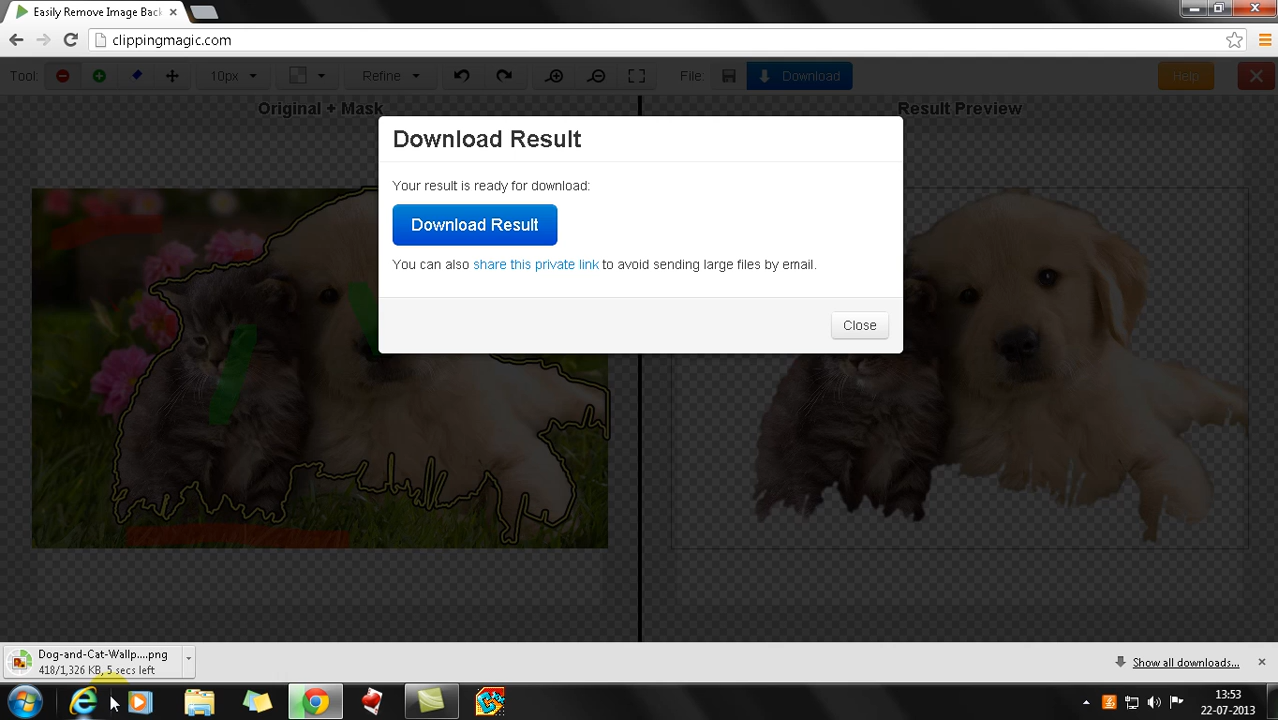 Easily Remove Image Back
clippingmagic.com
Tool:
10px
Refine
File:
Download
Help
Original + Mask
Result Preview
Download Result
Your result is ready for download:
Download Result
You can also share this private link to avoid sending large files by email.
Close
Dog-and-Cat-Wallp....png
418/1,326 KB, 5 secs left
Show all downloads...
13:53
22-07-2013